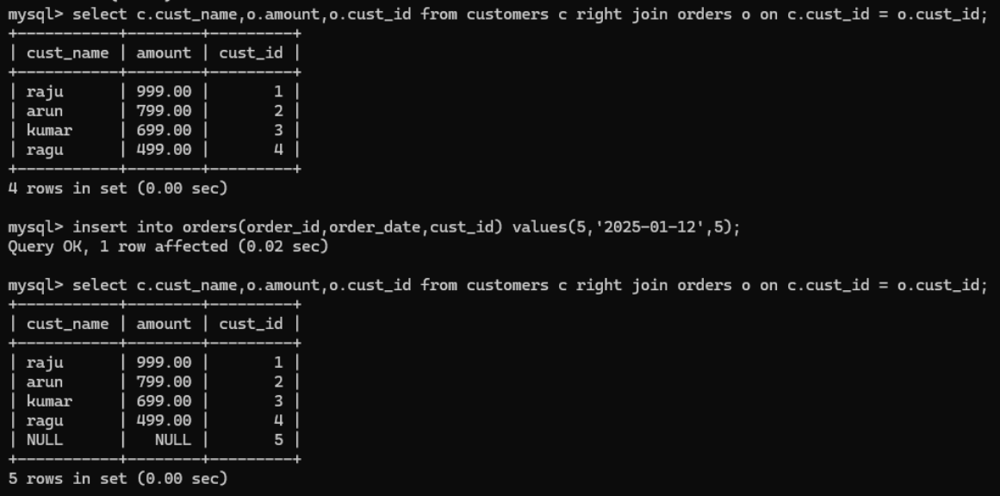 mysql> select c.cust_name,o.amount,o.cust_id from customers c right join orders o on c.cust_id = o.cust_id;
+-----------+--------+---------+
| cust_name | amount | cust_id |
+-----------+--------+---------+
| raju      | 999.00 |       1 |
| arun      | 799.00 |       2 |
| kumar     | 699.00 |       3 |
| ragu      | 499.00 |       4 |
+-----------+--------+---------+
4 rows in set (0.00 sec)
mysql> insert into orders(order_id,order_date,cust_id) values(5,'2025-01-12',5);
Query OK, 1 row affected (0.02 sec)
mysql> select c.cust_name,o.amount,o.cust_id from customers c right join orders o on c.cust_id = o.cust_id;
+-----------+--------+---------+
| cust_name | amount | cust_id |
+-----------+--------+---------+
| raju      | 999.00 |       1 |
| arun      | 799.00 |       2 |
| kumar     | 699.00 |       3 |
| ragu      | 499.00 |       4 |
| NULL      |   NULL |       5 |
+-----------+--------+---------+
5 rows in set (0.00 sec)